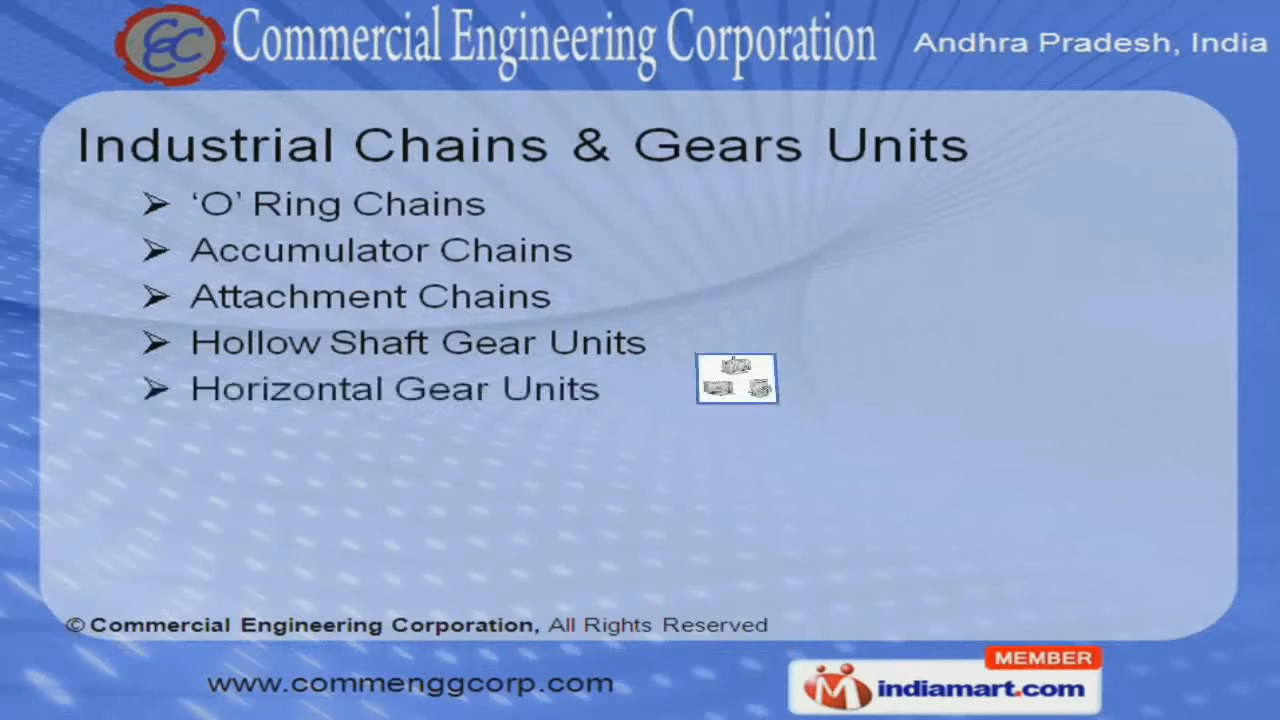 CEC Commercial Engineering Corporation Andhra Pradesh, India
Industrial Chains & Gears Units
➢ ‘O’ Ring Chains
➢ Accumulator Chains
➢ Attachment Chains
➢ Hollow Shaft Gear Units
➢ Horizontal Gear Units
© Commercial Engineering Corporation, All Rights Reserved
www.commenggcorp.com
MEMBER
indiamart.com